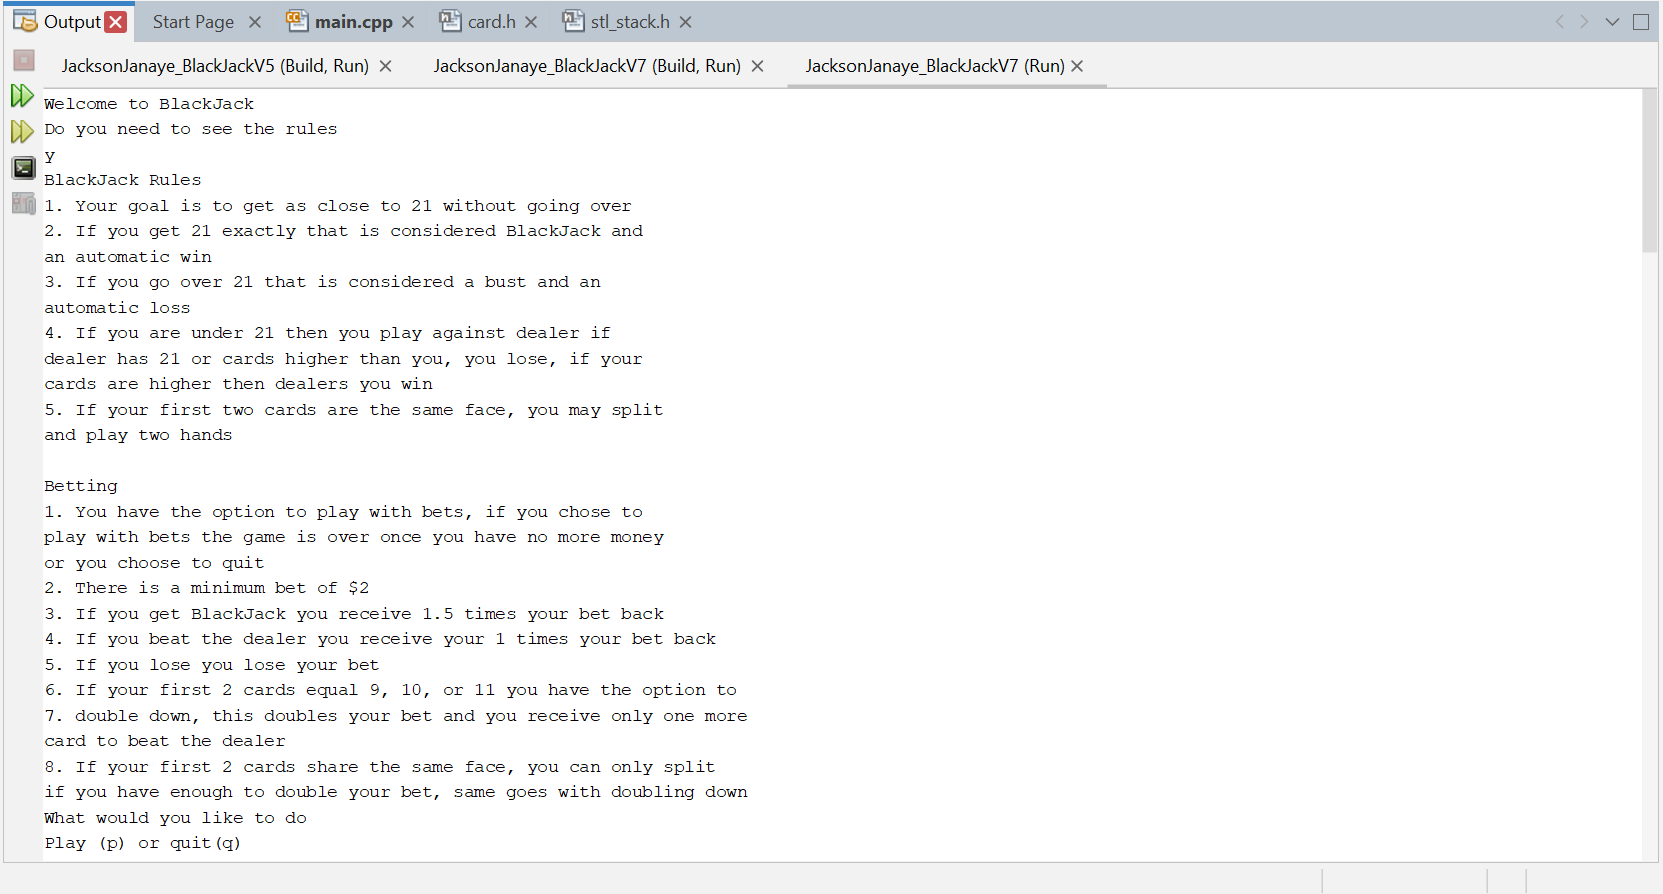 Output Start Page main.cpp card.h stl_stack.h
JacksonJanaye_BlackJackV5 (Build, Run) JacksonJanaye_BlackJackV7 (Build, Run) JacksonJanaye_BlackJackV7 (Run)
Welcome to BlackJack
Do you need to see the rules
y
BlackJack Rules
1. Your goal is to get as close to 21 without going over
2. If you get 21 exactly that is considered BlackJack and
an automatic win
3. If you go over 21 that is considered a bust and an
automatic loss
4. If you are under 21 then you play against dealer if
dealer has 21 or cards higher than you, you lose, if your
cards are higher then dealers you win
5. If your first two cards are the same face, you may split
and play two hands
Betting
1. You have the option to play with bets, if you chose to
play with bets the game is over once you have no more money
or you choose to quit
2. There is a minimum bet of $2
3. If you get BlackJack you receive 1.5 times your bet back
4. If you beat the dealer you receive your 1 times your bet back
5. If you lose you lose your bet
6. If your first 2 cards equal 9, 10, or 11 you have the option to
7. double down, this doubles your bet and you receive only one more
card to beat the dealer
8. If your first 2 cards share the same face, you can only split
if you have enough to double your bet, same goes with doubling down
What would you like to do
Play (p) or quit(q)